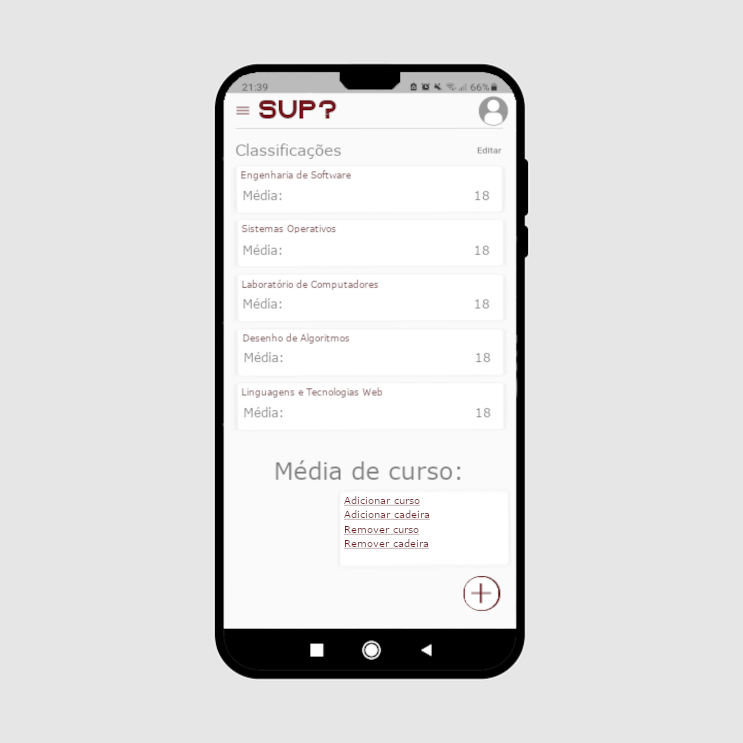 21:39 66%
SUP?
Classificações Editar
Engenharia de Software
Média: 18
Sistemas Operativos
Média: 18
Laboratório de Computadores
Média: 18
Desenho de Algoritmos
Média: 18
Linguagens e Tecnologias Web
Média: 18
Média de curso:
Adicionar curso
Adicionar cadeira
Remover curso
Remover cadeira